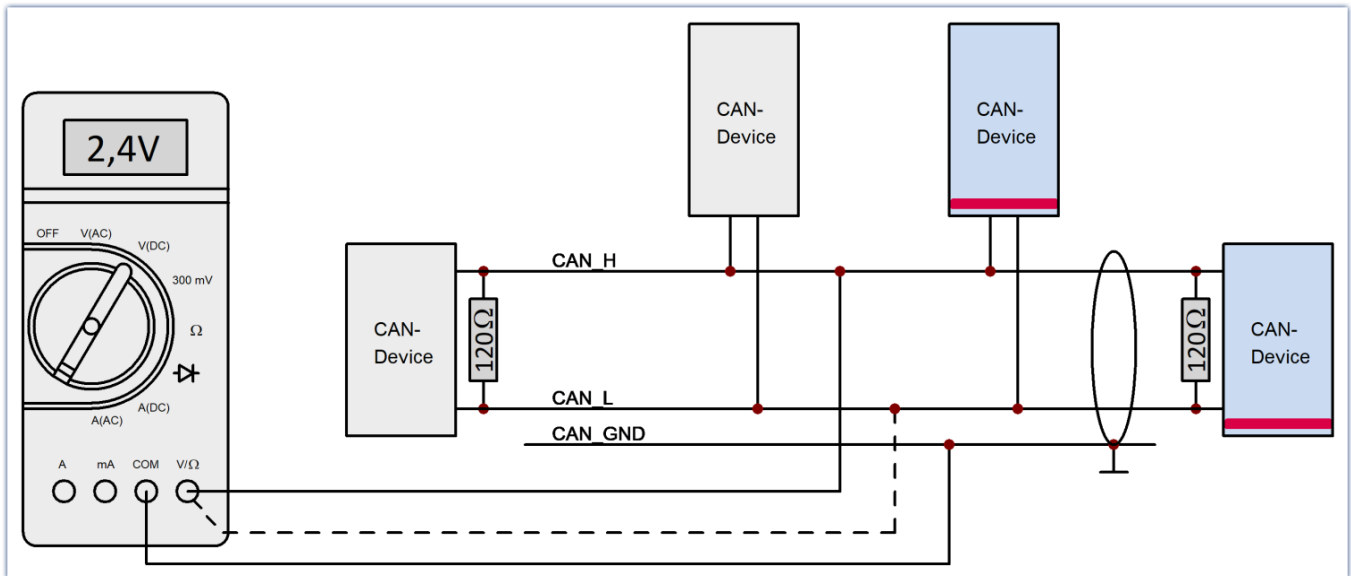 2,4V
OFF
V(AC)
V(DC)
300 mV
Ω
A(DC)
A(AC)
A
mA
COM
V/Ω
CAN-
Device
120Ω
CAN_H
CAN_L
CAN_GND
CAN-
Device
CAN-
Device
120Ω
CAN-
Device